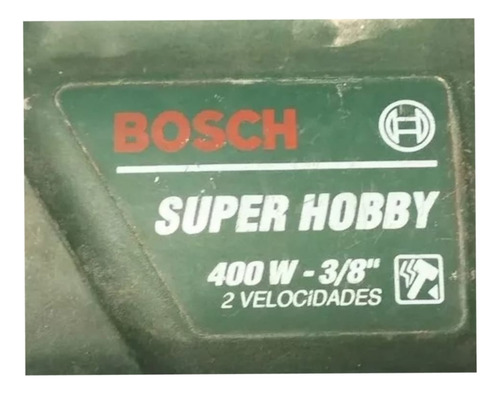 BOSCH
SUPER HOBBY
400 W - 3/8"
2 VELOCIDADES